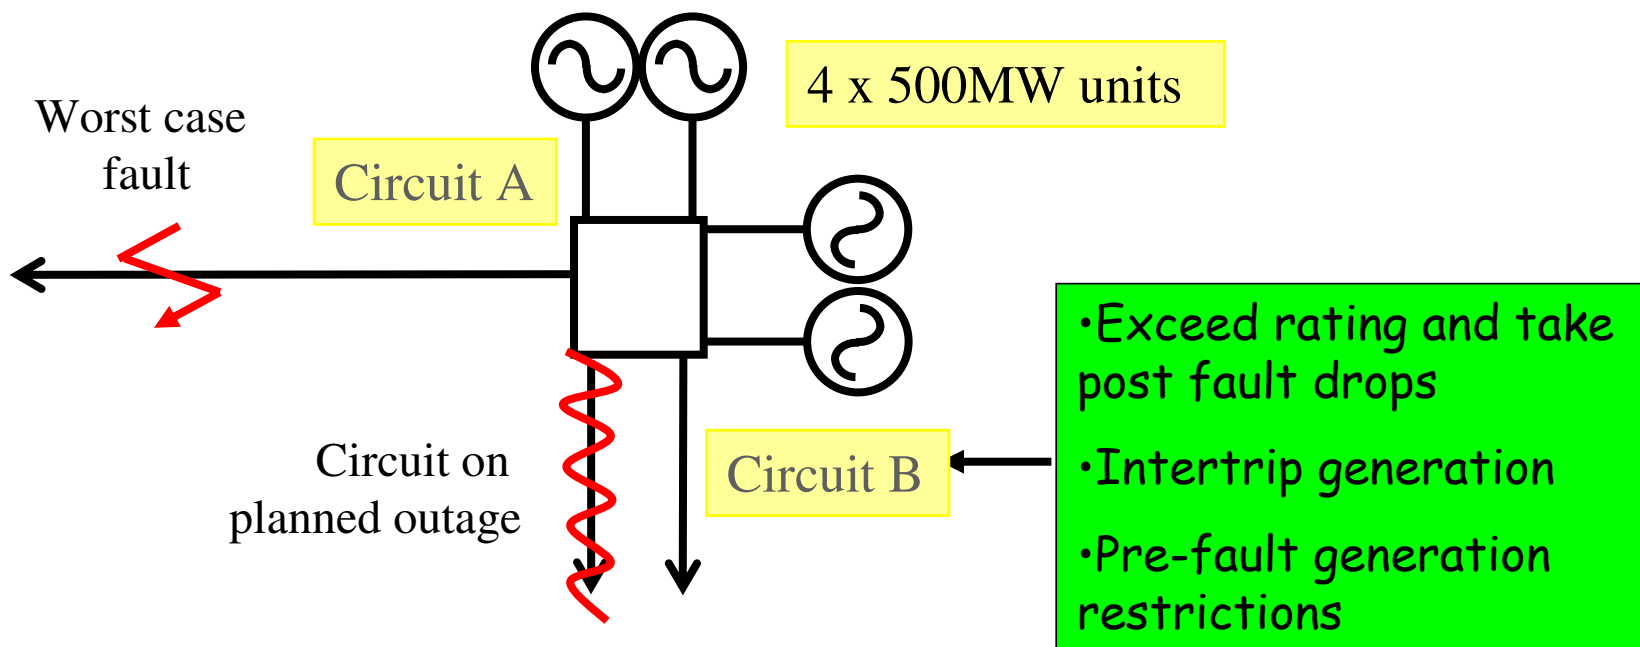 4 x 500MW units
Worst case
fault
Circuit A
Circuit on
planned outage
Circuit B
•Exceed rating and take
post fault drops
•Intertrip generation
•Pre-fault generation
restrictions